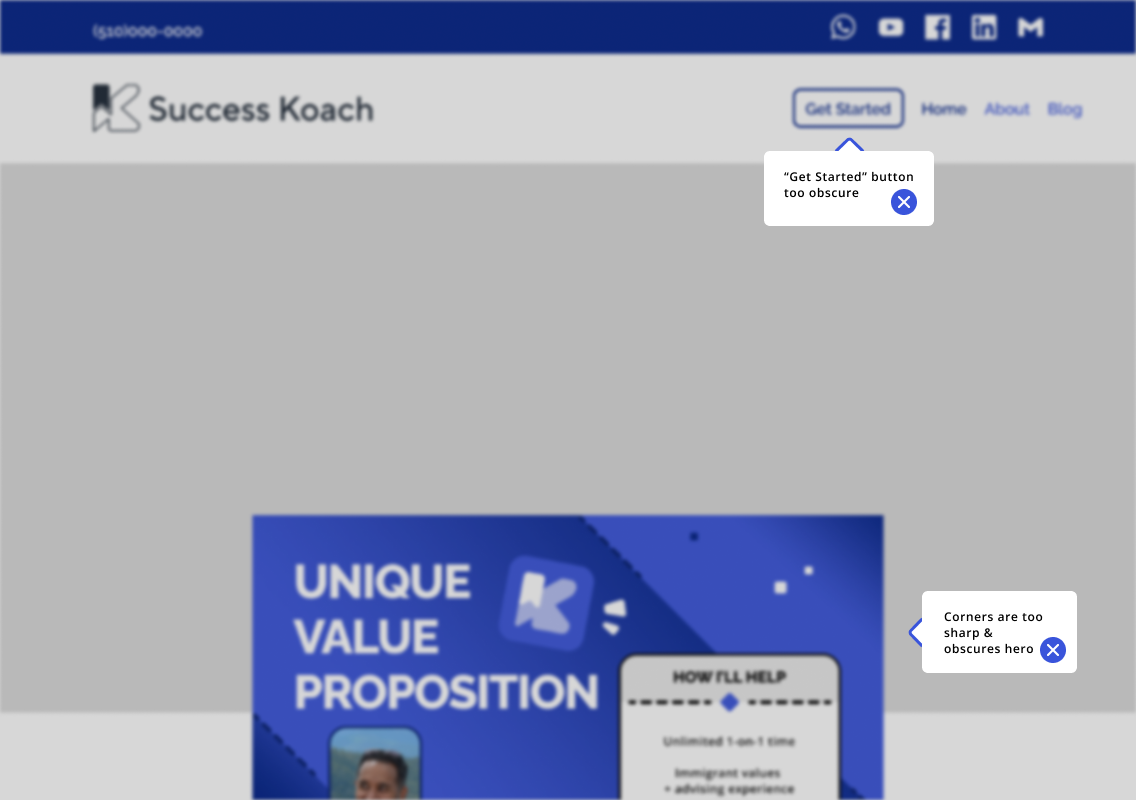 (510)000-0000
Success Koach
Get Started Home About Blog
“Get Started” button
too obscure
UNIQUE
VALUE
PROPOSITION
HOW I'LL HELP
Unlimited 1-on-1 time
Immigrant values
+ advising experience
Corners are too
sharp &
obscures hero